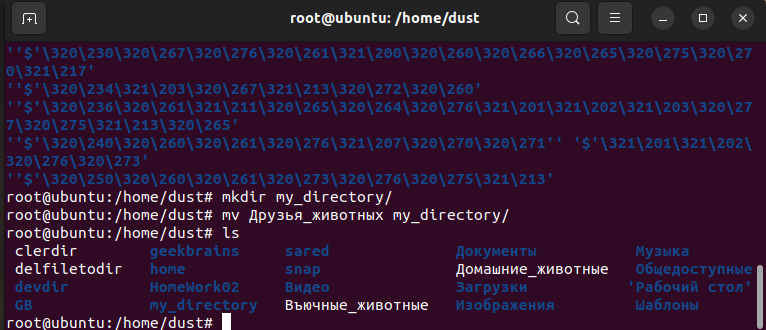 root@ubuntu: /home/dust
''$'\320\230\320\267\320\276\320\261\321\200\320\260\320\266\320\265\320\275\320\27
0\321\217'
''$'\320\234\321\203\320\267\321\213\320\272\320\260'
''$'\320\236\320\261\321\211\320\265\320\264\320\276\321\201\321\202\321\203\320\27
7\320\275\321\213\320\265'
''$'\320\240\320\260\320\261\320\276\321\207\320\270\320\271'' '$'\321\201\321\202\
320\276\320\273'
''$'\320\250\320\260\320\261\320\273\320\276\320\275\321\213'
root@ubuntu:/home/dust# mkdir my_directory/
root@ubuntu:/home/dust# mv Друзья_животных my_directory/
root@ubuntu:/home/dust# ls
clerdir geekbrains sared Документы Музыка
delfiletodir home snap Домашние_животные Общедоступные
devdir HomeWork02 Видео Загрузки 'Рабочий стол'
GB my_directory Вьючные_животные Изображения Шаблоны
root@ubuntu:/home/dust#